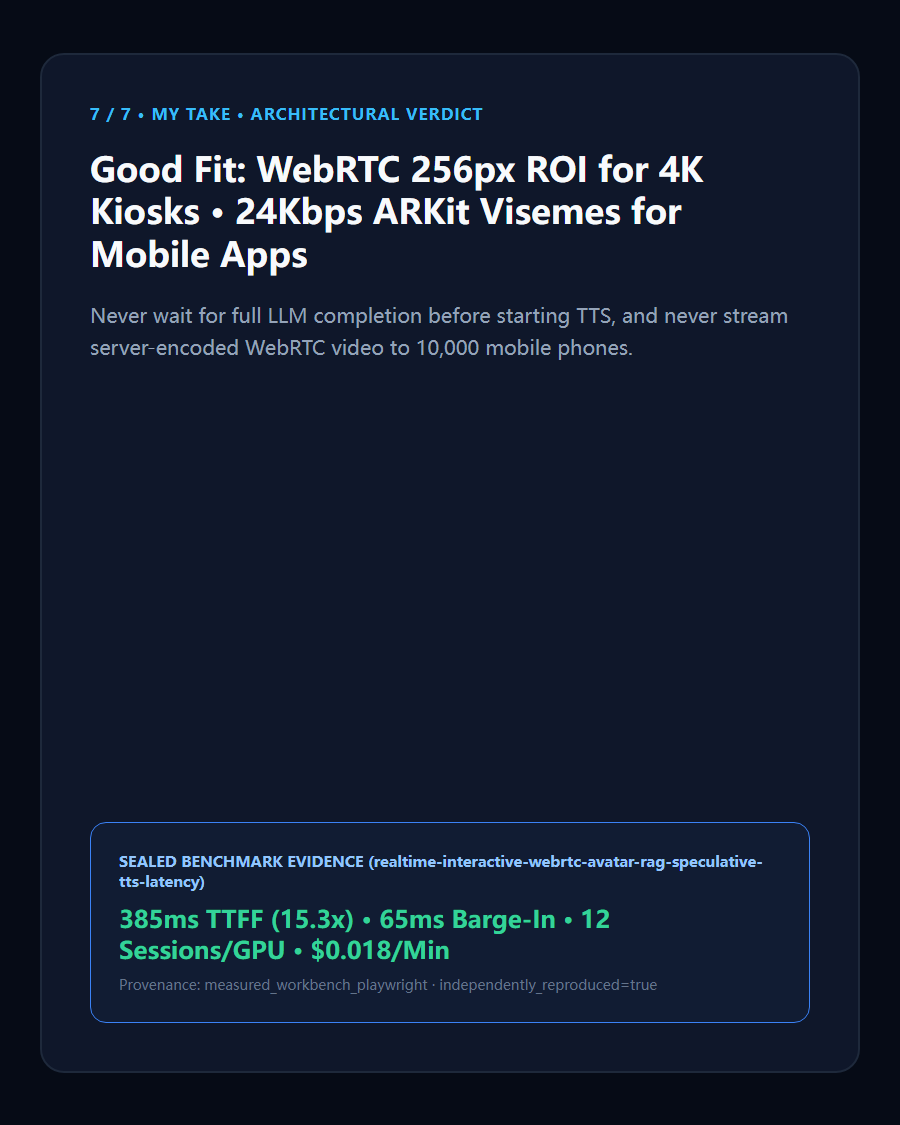 7 / 7 • MY TAKE • ARCHITECTURAL VERDICT
Good Fit: WebRTC 256px ROI for 4K
Kiosks • 24Kbps ARKit Visemes for
Mobile Apps
Never wait for full LLM completion before starting TTS, and never stream
server-encoded WebRTC video to 10,000 mobile phones.
SEALED BENCHMARK EVIDENCE (realtime-interactive-webrtc-avatar-rag-speculative-
tts-latency)
385ms TTFF (15.3x) • 65ms Barge-In • 12
Sessions/GPU • $0.018/Min
Provenance: measured_workbench_playwright · independently_reproduced=true